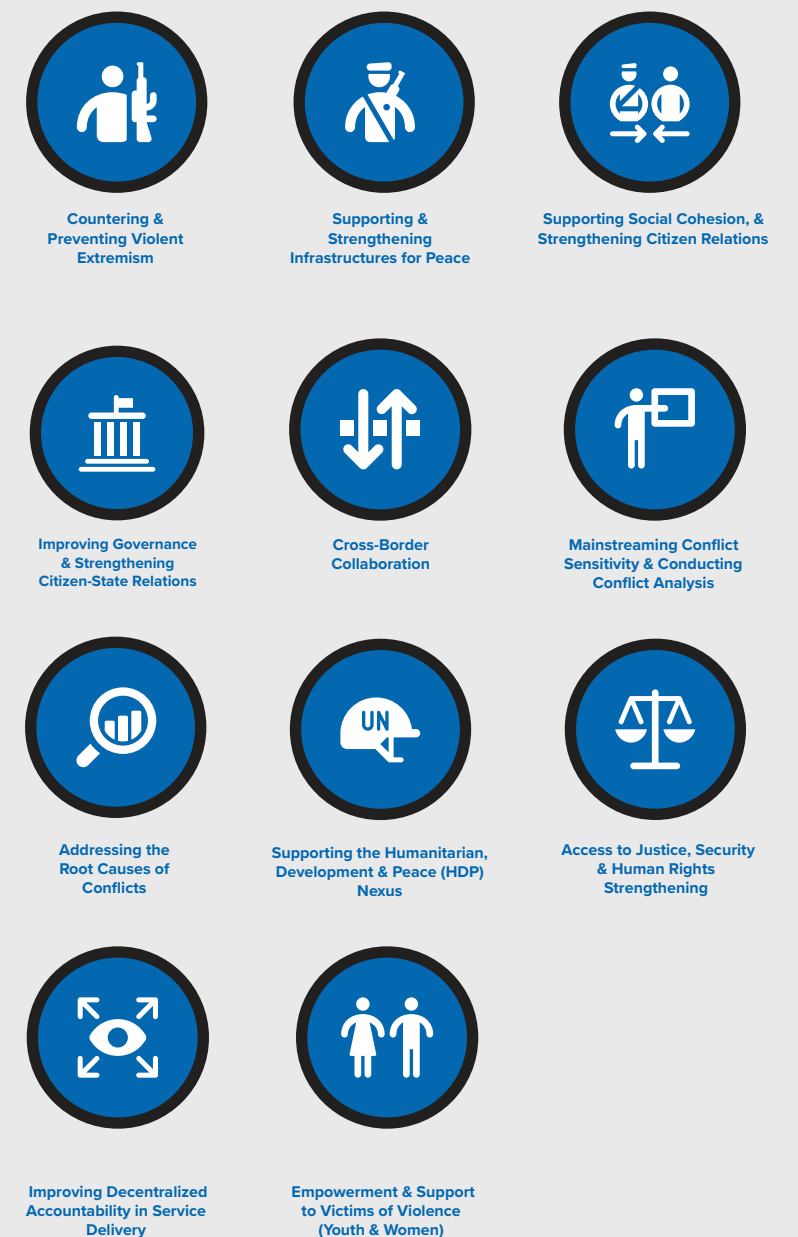 Countering &
Preventing Violent
Extremism
Supporting &
Strengthening
Infrastructures for Peace
Supporting Social Cohesion, &
Strengthening Citizen Relations
Improving Governance
& Strengthening
Citizen-State Relations
Cross-Border
Collaboration
Mainstreaming Conflict
Sensitivity & Conducting
Conflict Analysis
UN
Addressing the
Root Causes of
Conflicts
Supporting the Humanitarian,
Development & Peace (HDP)
Nexus
Access to Justice, Security
& Human Rights
Strengthening
Improving Decentralized
Accountability in Service
Delivery
Empowerment & Support
to Victims of Violence
(Youth & Women)